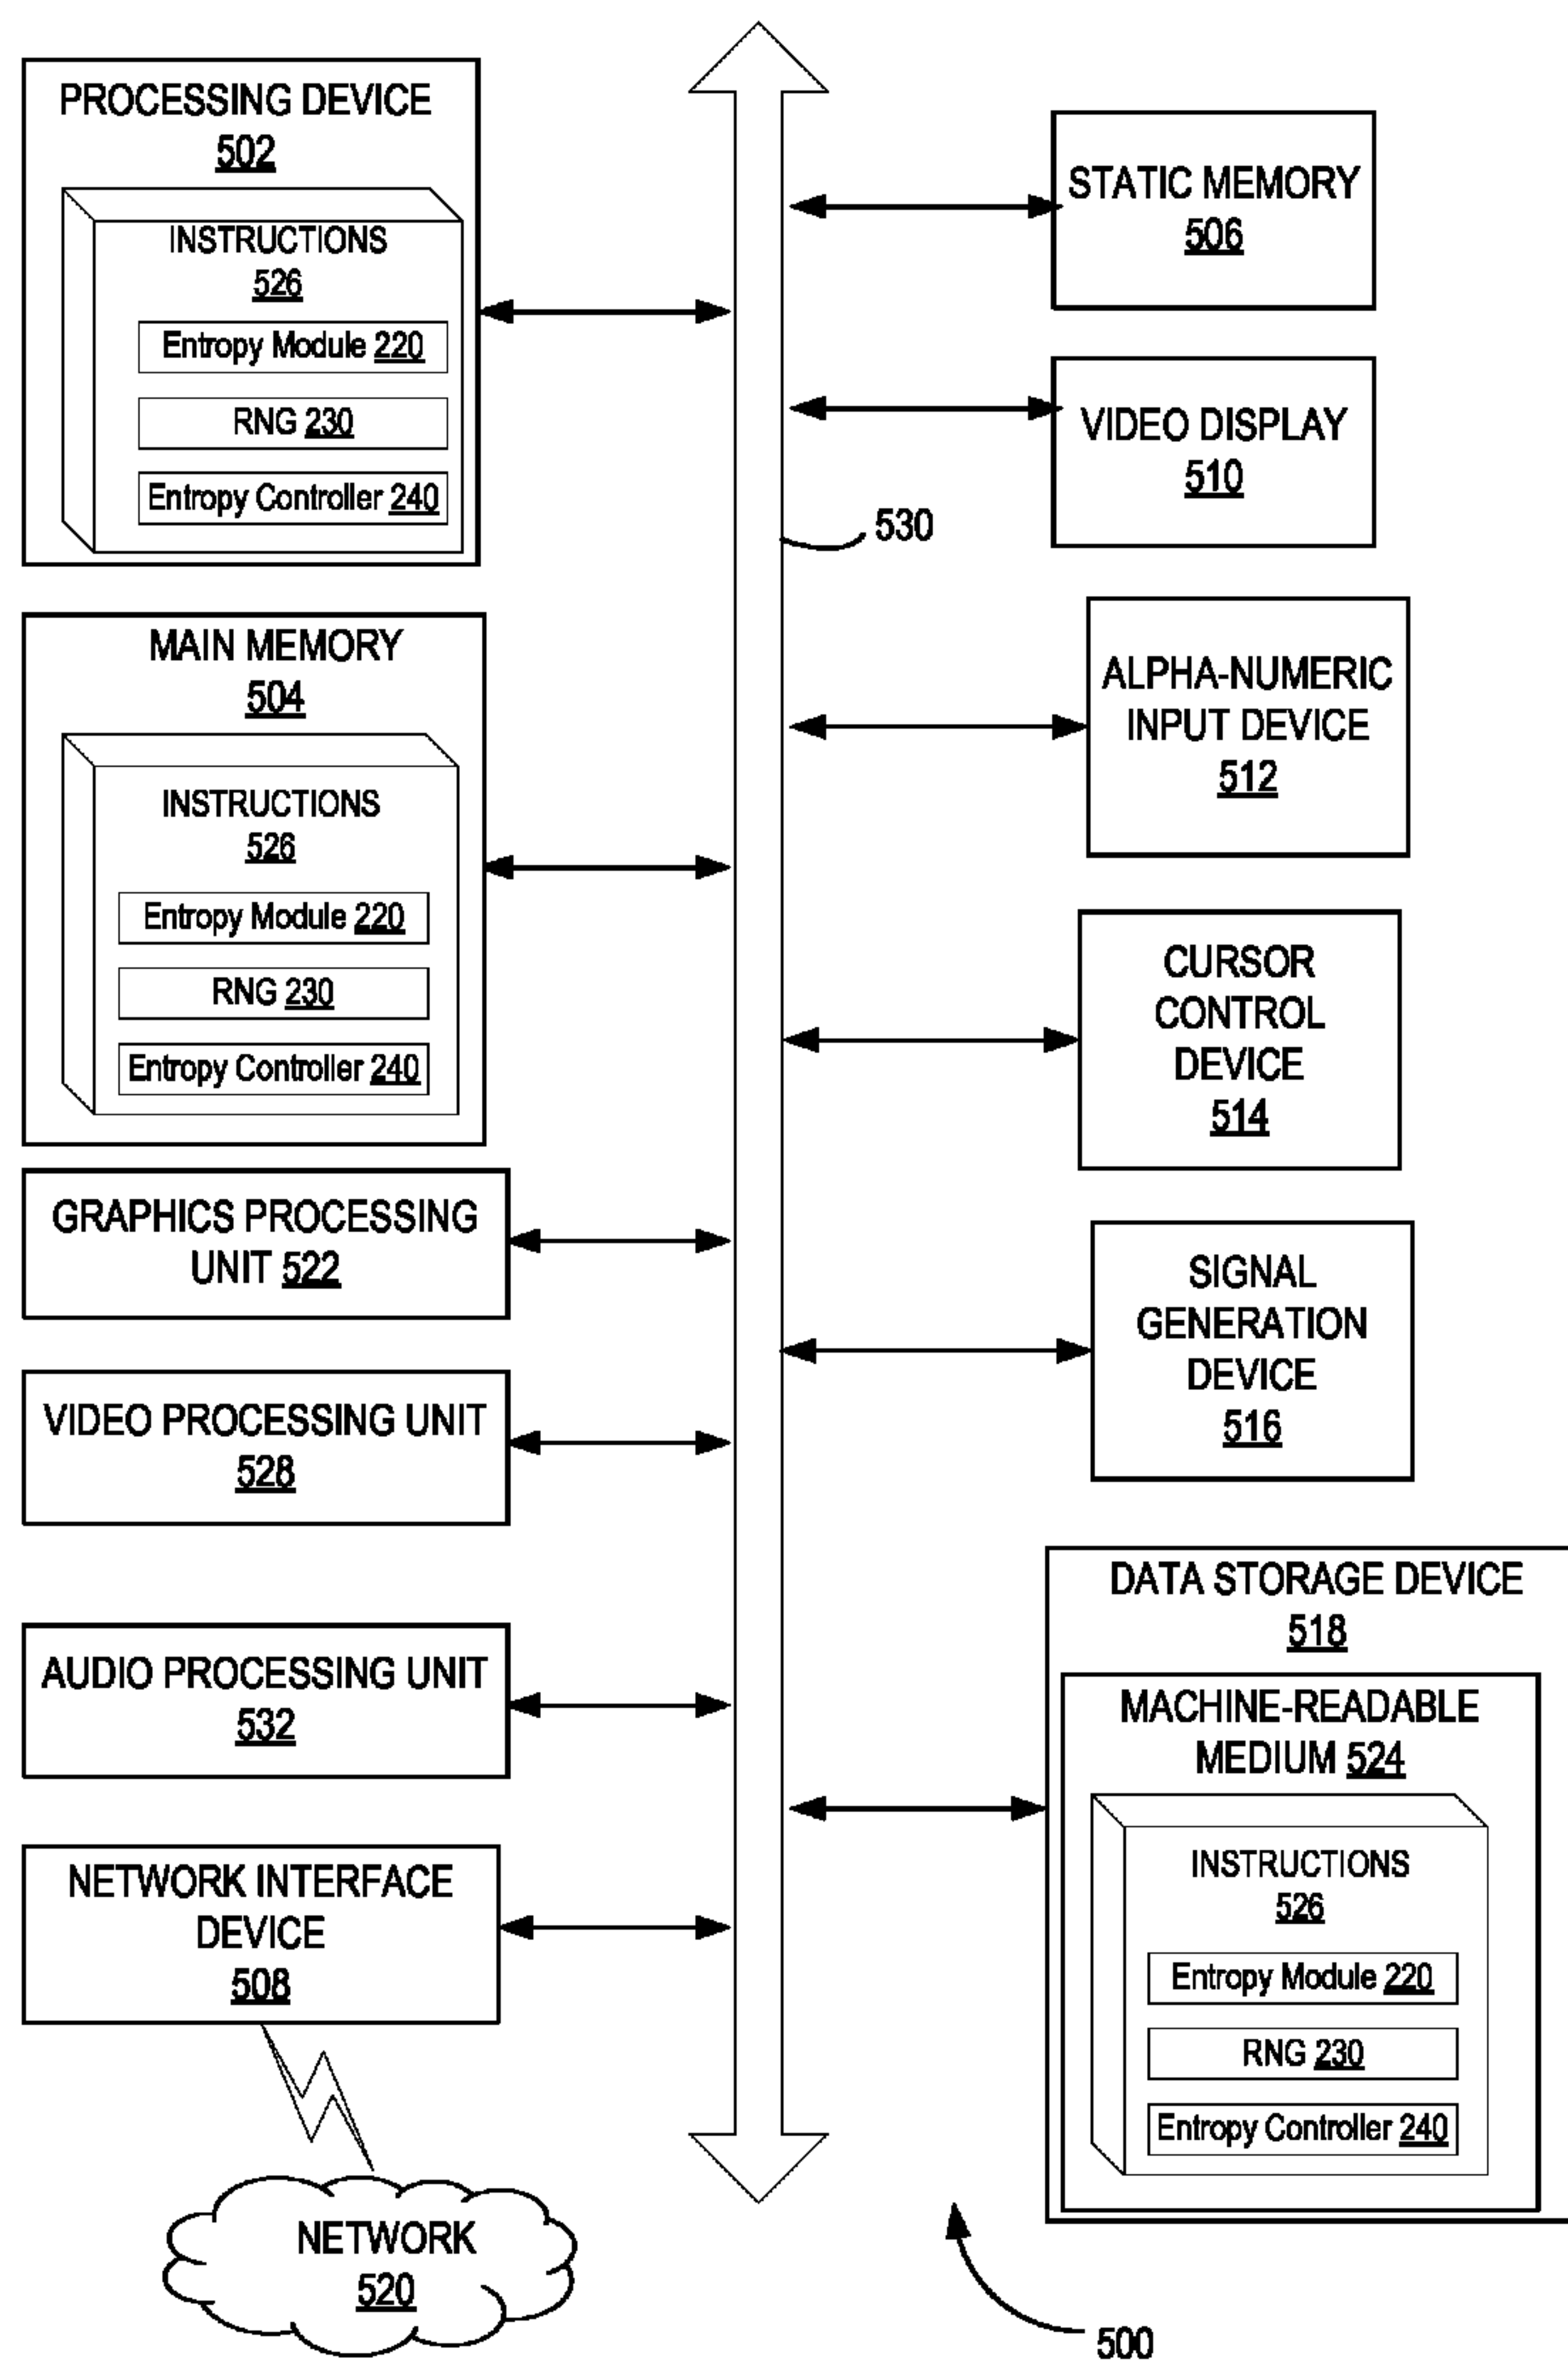 PROCESSING DEVICE
502
INSTRUCTIONS
526
Entropy Module 220
RNG 230
Entropy Controller 240
MAIN MEMORY
504
INSTRUCTIONS
526
Entropy Module 220
RNG 230
Entropy Controller 240
GRAPHICS PROCESSING
UNIT 522
VIDEO PROCESSING UNIT
528
AUDIO PROCESSING UNIT
532
NETWORK INTERFACE
DEVICE
508
NETWORK
520
530
STATIC MEMORY
506
VIDEO DISPLAY
510
ALPHA-NUMERIC
INPUT DEVICE
512
CURSOR
CONTROL
DEVICE
514
SIGNAL
GENERATION
DEVICE
516
DATA STORAGE DEVICE
518
MACHINE-READABLE
MEDIUM 524
INSTRUCTIONS
526
Entropy Module 220
RNG 230
Entropy Controller 240
500